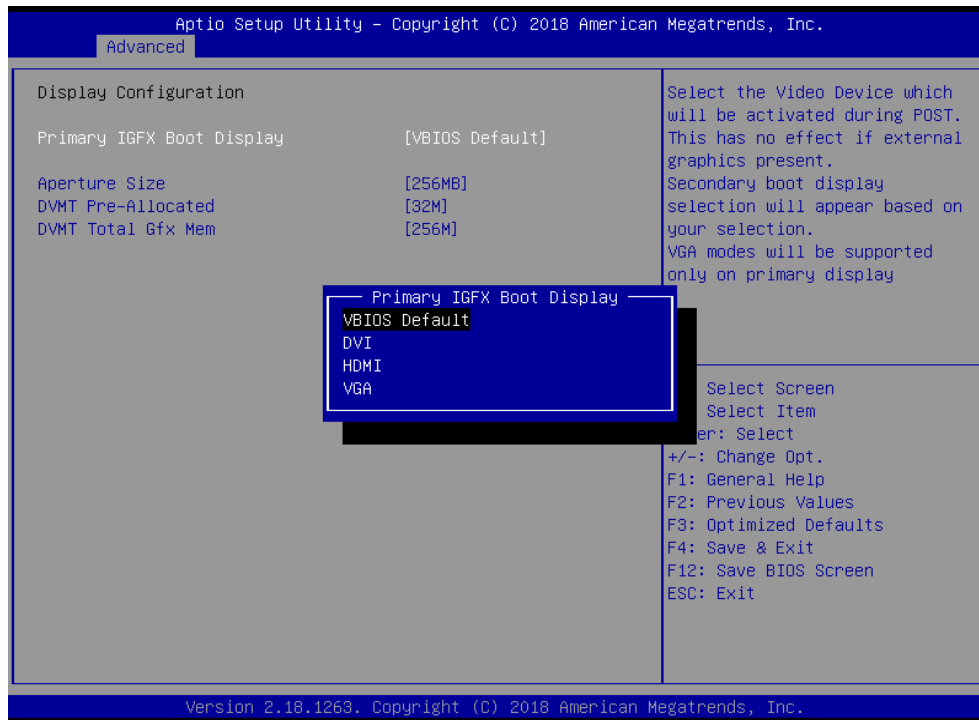 Aptio Setup Utility – Copyright (C) 2018 American Megatrends, Inc.
Advanced
Display Configuration
Primary IGFX Boot Display [VBIOS Default]
Aperture Size [256MB]
DVMT Pre-Allocated [32M]
DVMT Total Gfx Mem [256M]
Primary IGFX Boot Display
VBIOS Default
DVI
HDMI
VGA
Select the Video Device which
will be activated during POST.
This has no effect if external
graphics present.
Secondary boot display
selection will appear based on
your selection.
VGA modes will be supported
only on primary display
Select Screen
Select Item
er: Select
+/-: Change Opt.
F1: General Help
F2: Previous Values
F3: Optimized Defaults
F4: Save & Exit
F12: Save BIOS Screen
ESC: Exit
Version 2.18.1263. Copyright (C) 2018 American Megatrends, Inc.